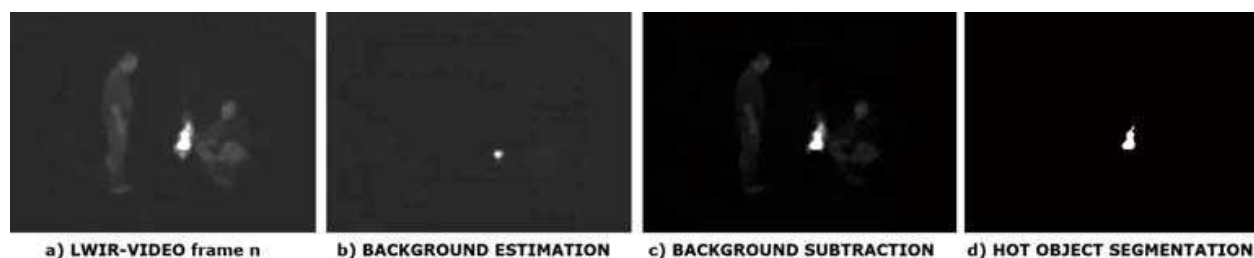 a) LWIR-VIDEO frame n
b) BACKGROUND ESTIMATION
c) BACKGROUND SUBTRACTION
d) HOT OBJECT SEGMENTATION